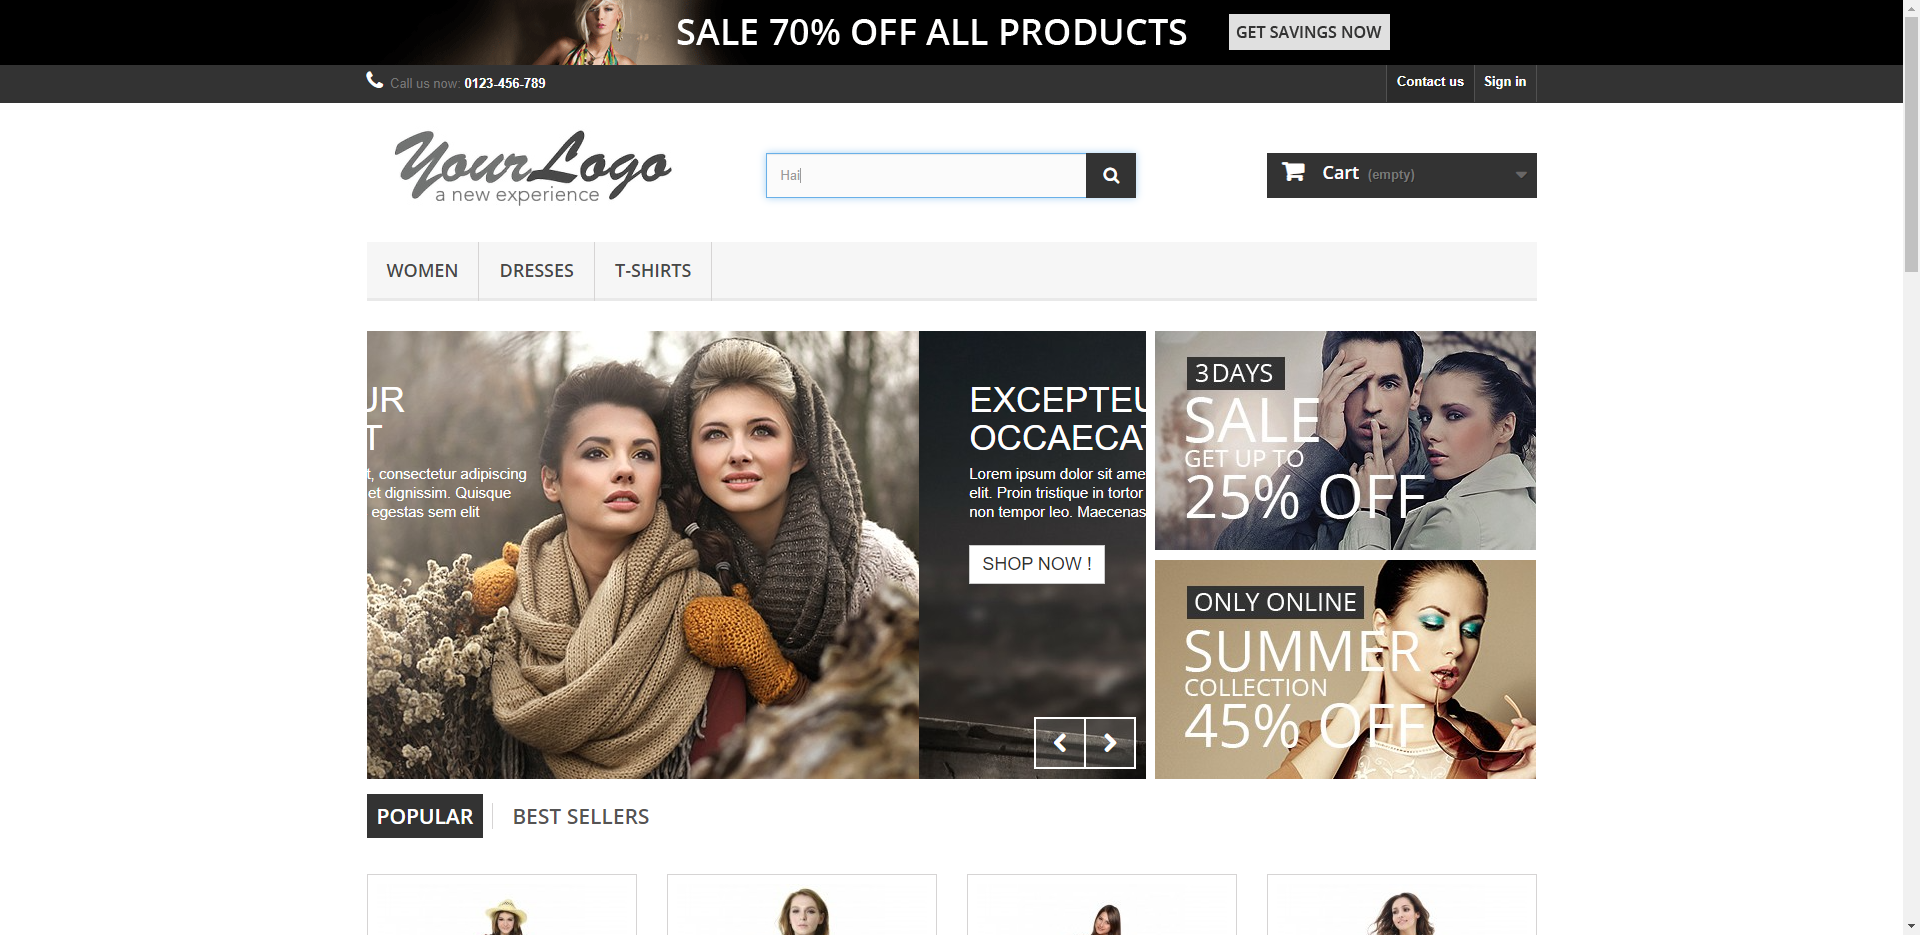 SALE 70% OFF ALL PRODUCTS
GET SAVINGS NOW
Call us now: 0123-456-789
Contact us
Sign in
YourLogo
a new experience
Hai
Cart (empty)
WOMEN
DRESSES
T-SHIRTS
UR
T
t, consectetur adipiscing
et dignissim. Quisque
egestas sem elit
EXCEPTEU
OCCAECAT
Lorem ipsum dolor sit ame
elit. Proin tristique in tortor
non tempor leo. Maecenas
SHOP NOW !
3DAYS
SALE
GET UP TO
25% OFF
ONLY ONLINE
SUMMER
COLLECTION
45% OFF
POPULAR
BEST SELLERS